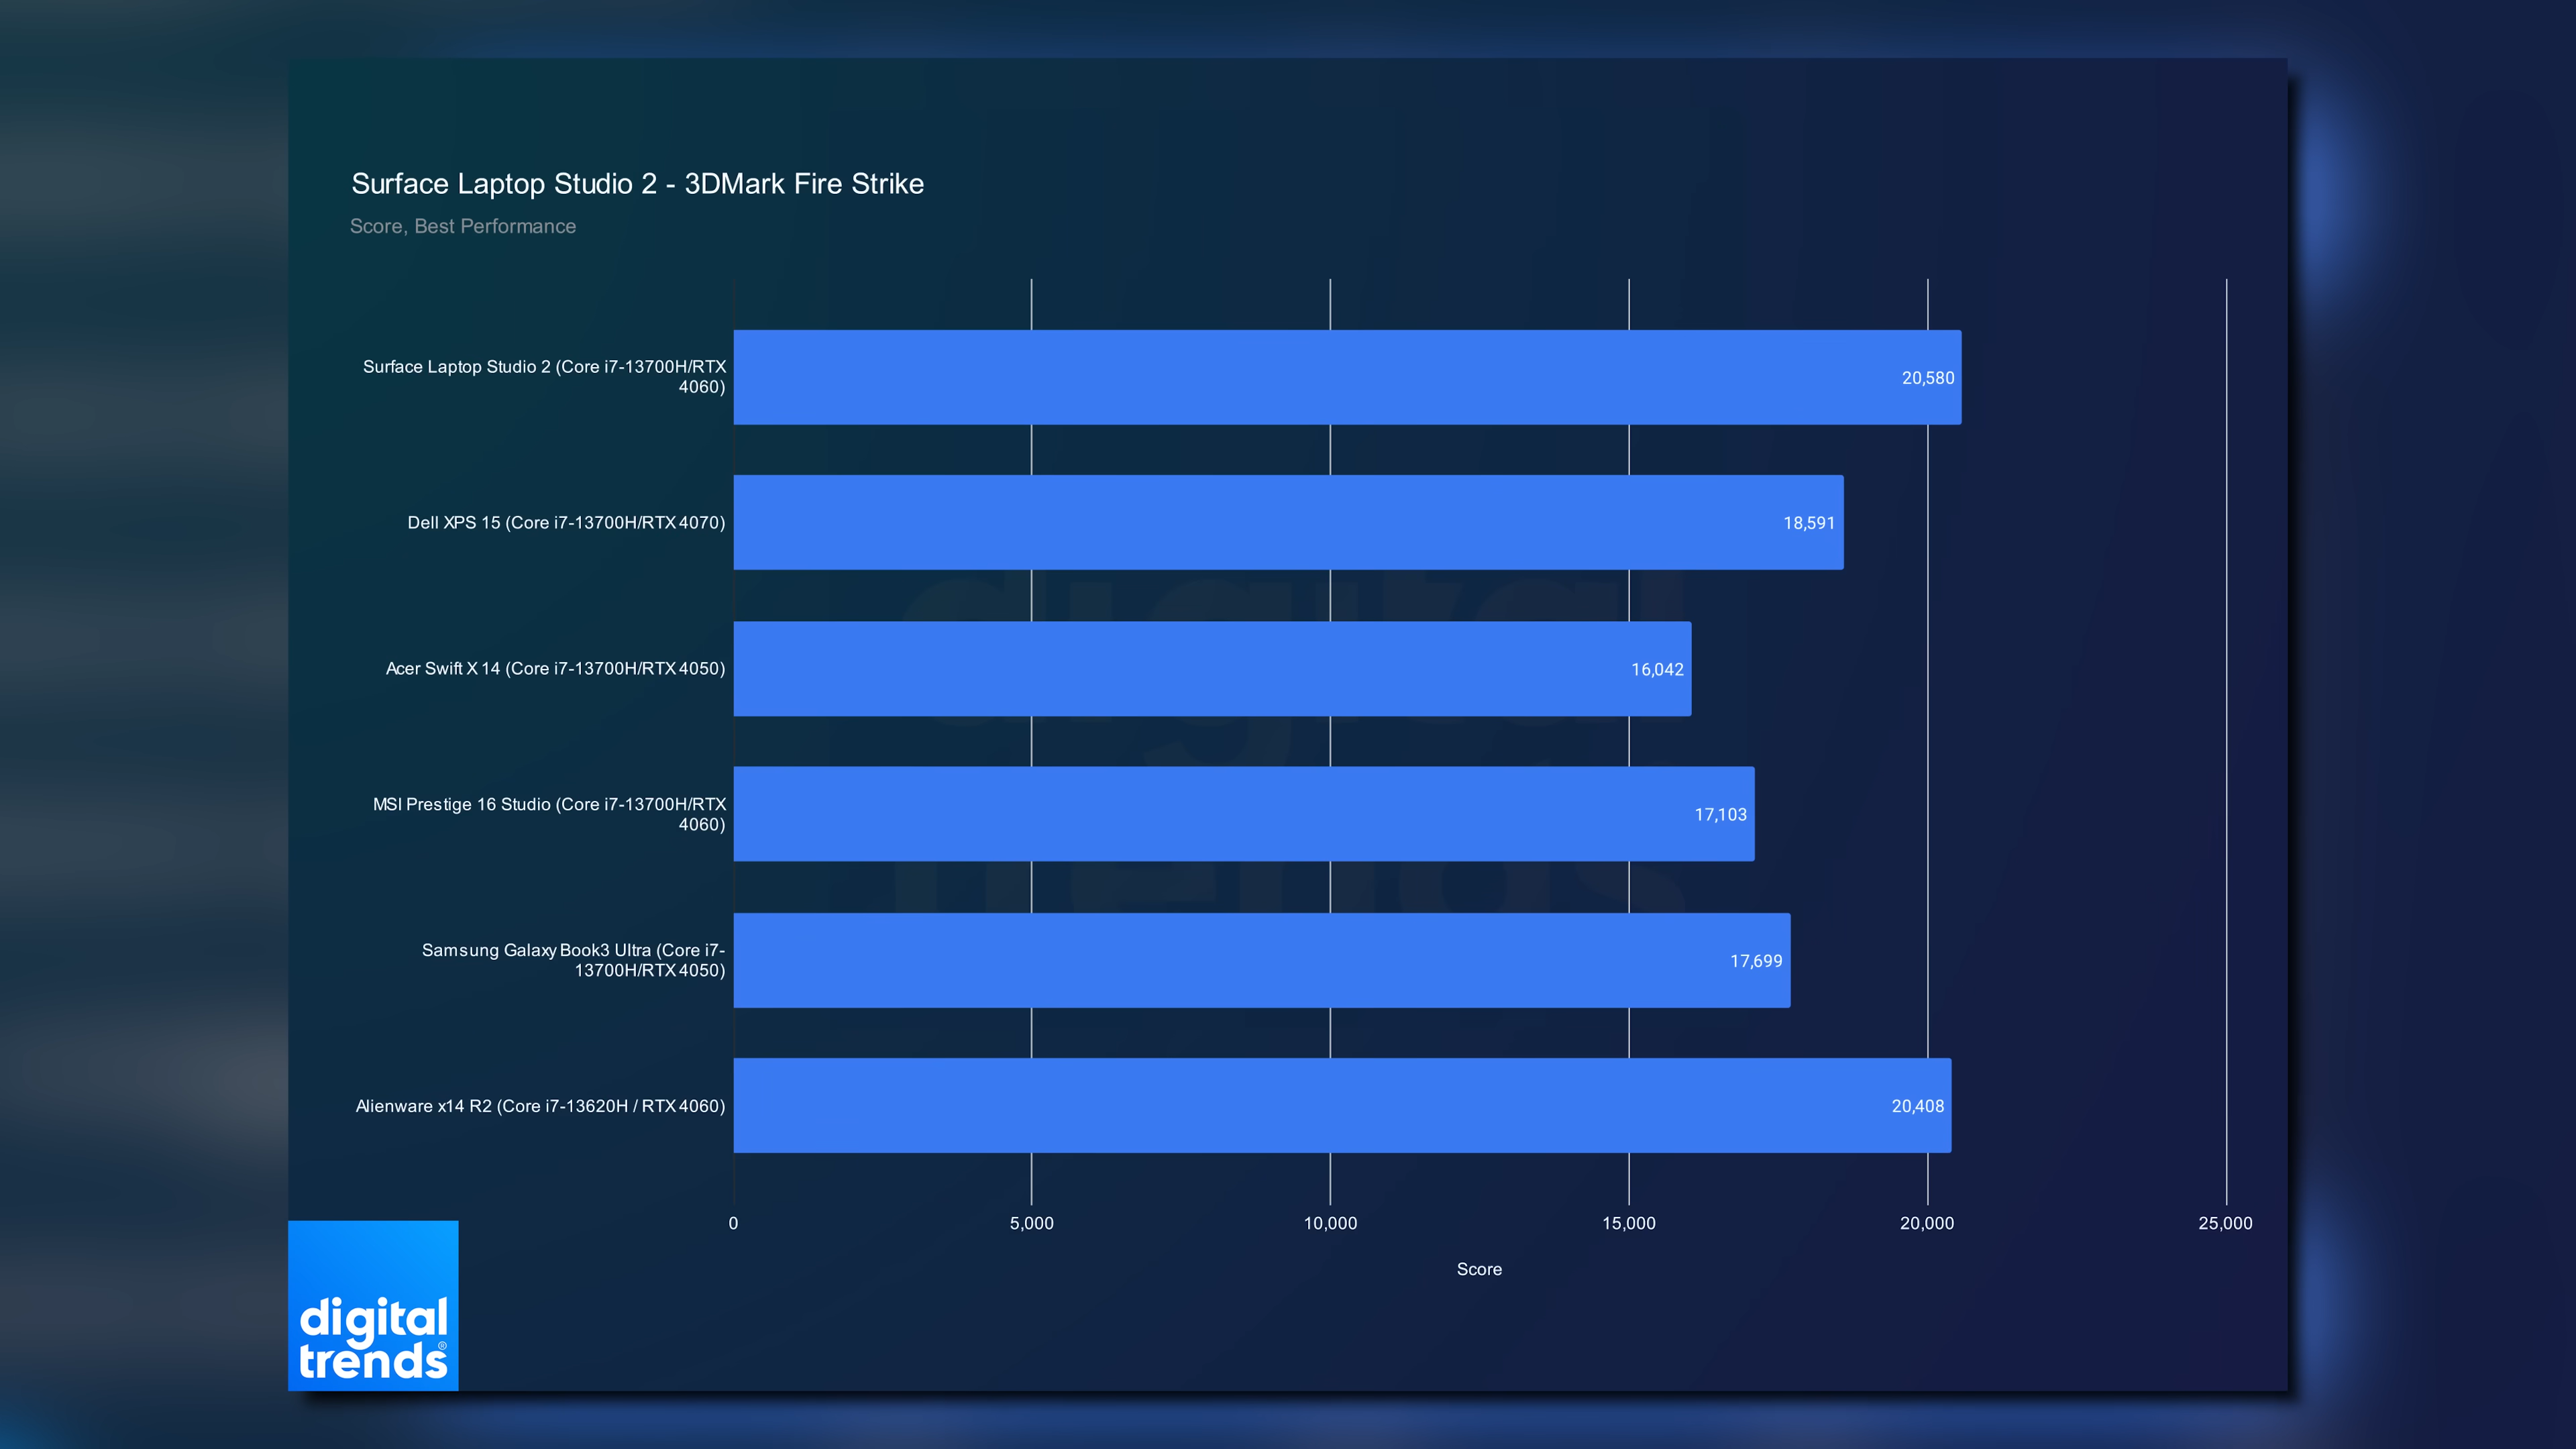 Surface Laptop Studio 2 - 3DMark Fire Strike
Score, Best Performance
Surface Laptop Studio 2 (Core i7-13700H/RTX
4060)
20,580
Dell XPS 15 (Core i7-13700H/RTX 4070)
18,591
Acer Swift X 14 (Core i7-13700H/RTX 4050)
16,042
MSI Prestige 16 Studio (Core i7-13700H/RTX
4060)
17,103
Samsung Galaxy Book3 Ultra (Core i7-
13700H/RTX 4050)
17,699
Alienware x14 R2 (Core i7-13620H / RTX 4060)
20,408
0 5,000 10,000 15,000 20,000 25,000
Score
digital
trends®
digital
trends